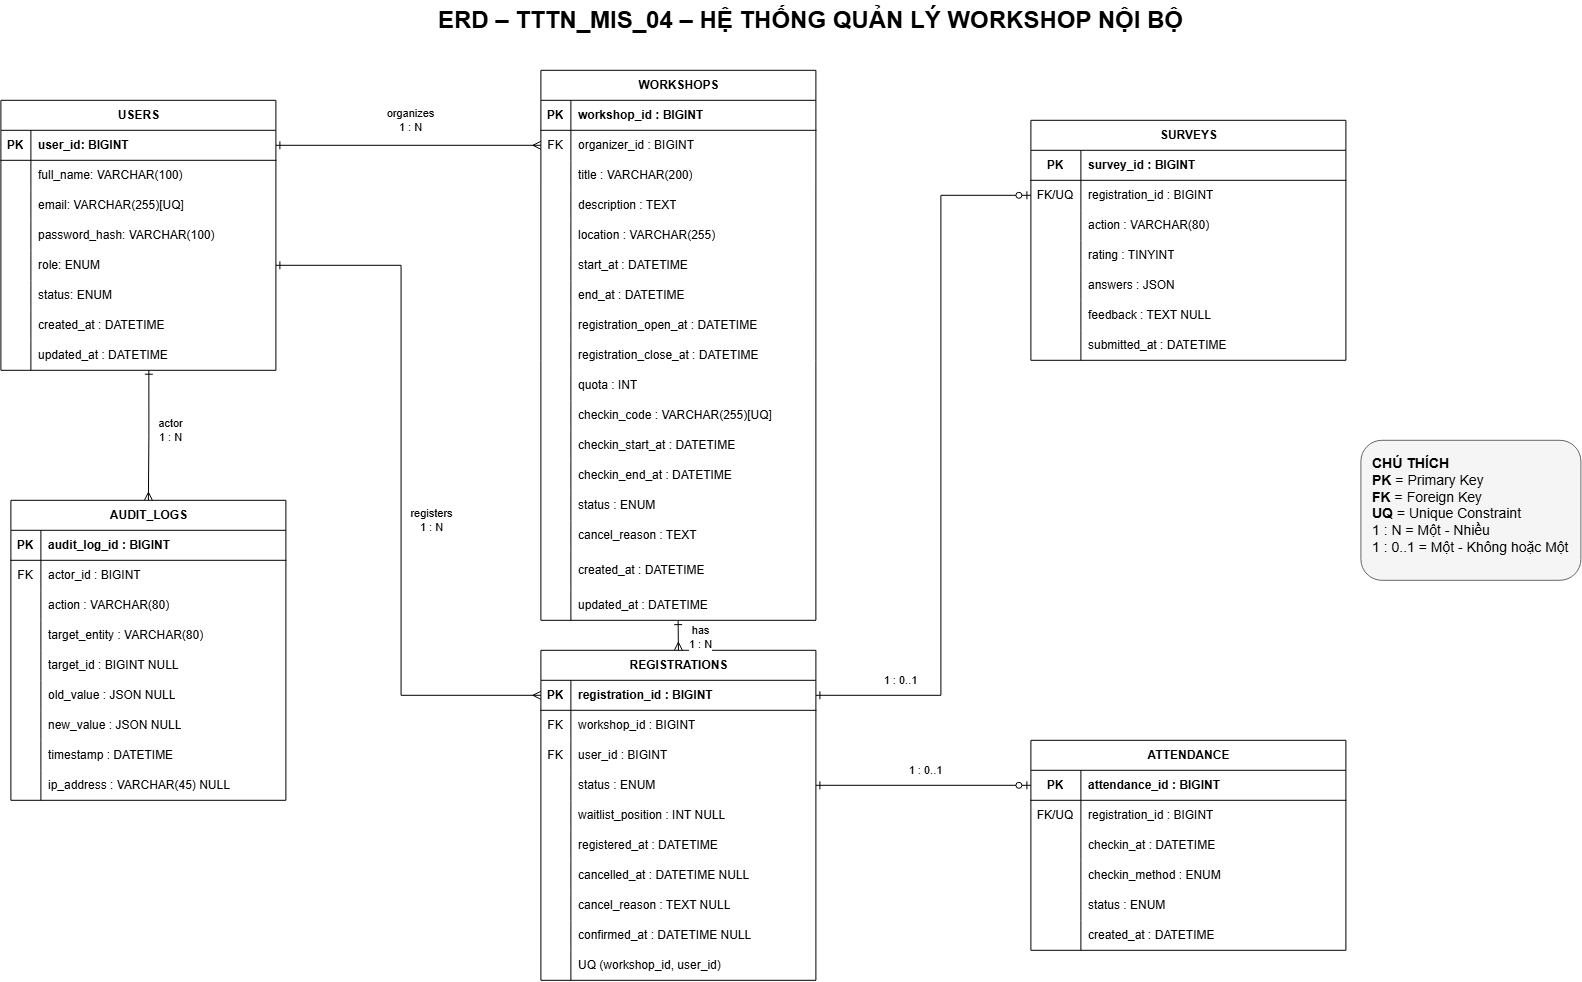 ERD – TTTN_MIS_04 – HỆ THỐNG QUẢN LÝ WORKSHOP NỘI BỘ
USERS
PK user_id: BIGINT
full_name: VARCHAR(100)
email: VARCHAR(255)[UQ]
password_hash: VARCHAR(100)
role: ENUM
status: ENUM
created_at : DATETIME
updated_at : DATETIME
organizes
1 : N
actor
1 : N
AUDIT_LOGS
PK audit_log_id : BIGINT
FK actor_id : BIGINT
action : VARCHAR(80)
target_entity : VARCHAR(80)
target_id : BIGINT NULL
old_value : JSON NULL
new_value : JSON NULL
timestamp : DATETIME
ip_address : VARCHAR(45) NULL
registers
1 : N
WORKSHOPS
PK workshop_id : BIGINT
FK organizer_id : BIGINT
title : VARCHAR(200)
description : TEXT
location : VARCHAR(255)
start_at : DATETIME
end_at : DATETIME
registration_open_at : DATETIME
registration_close_at : DATETIME
quota : INT
checkin_code : VARCHAR(255)[UQ]
checkin_start_at : DATETIME
checkin_end_at : DATETIME
status : ENUM
cancel_reason : TEXT
created_at : DATETIME
updated_at : DATETIME
has
1 : N
REGISTRATIONS
PK registration_id : BIGINT
FK workshop_id : BIGINT
FK user_id : BIGINT
status : ENUM
waitlist_position : INT NULL
registered_at : DATETIME
cancelled_at : DATETIME NULL
cancel_reason : TEXT NULL
confirmed_at : DATETIME NULL
UQ (workshop_id, user_id)
1 : 0..1
1 : 0..1
SURVEYS
PK survey_id : BIGINT
FK/UQ registration_id : BIGINT
action : VARCHAR(80)
rating : TINYINT
answers : JSON
feedback : TEXT NULL
submitted_at : DATETIME
CHÚ THÍCH
PK = Primary Key
FK = Foreign Key
UQ = Unique Constraint
1 : N = Một - Nhiều
1 : 0..1 = Một - Không hoặc Một
ATTENDANCE
PK attendance_id : BIGINT
FK/UQ registration_id : BIGINT
checkin_at : DATETIME
checkin_method : ENUM
status : ENUM
created_at : DATETIME